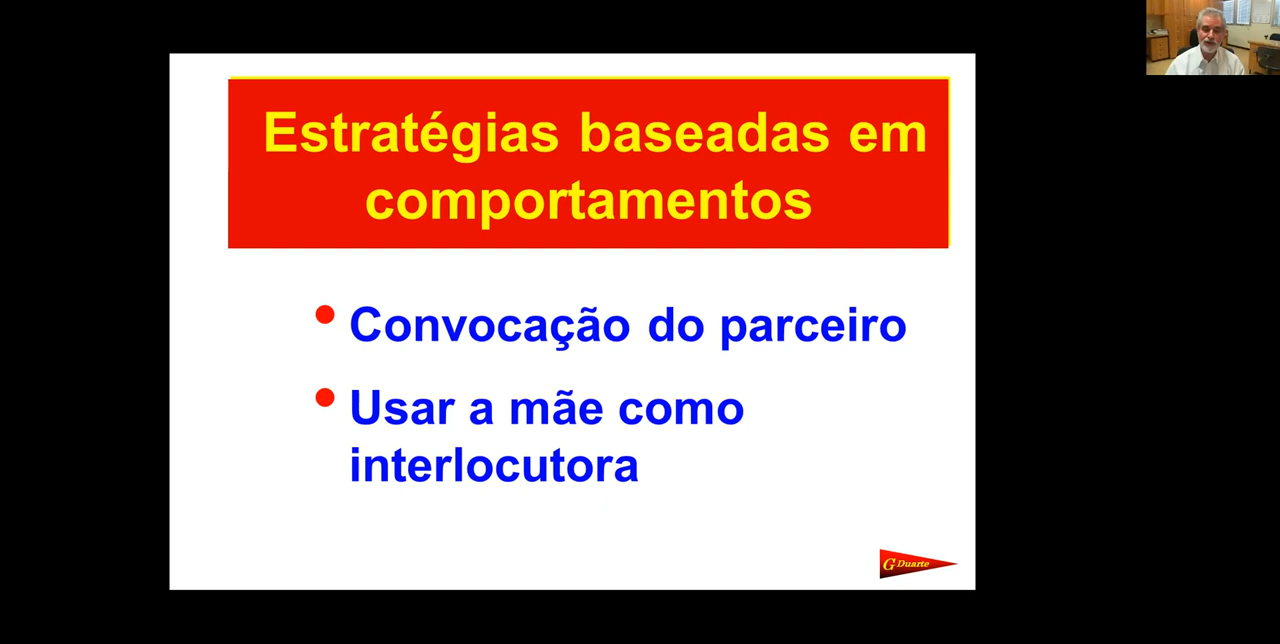 Estratégias baseadas em
comportamentos
• Convocação do parceiro
• Usar a mãe como
interlocutora
G Duarte